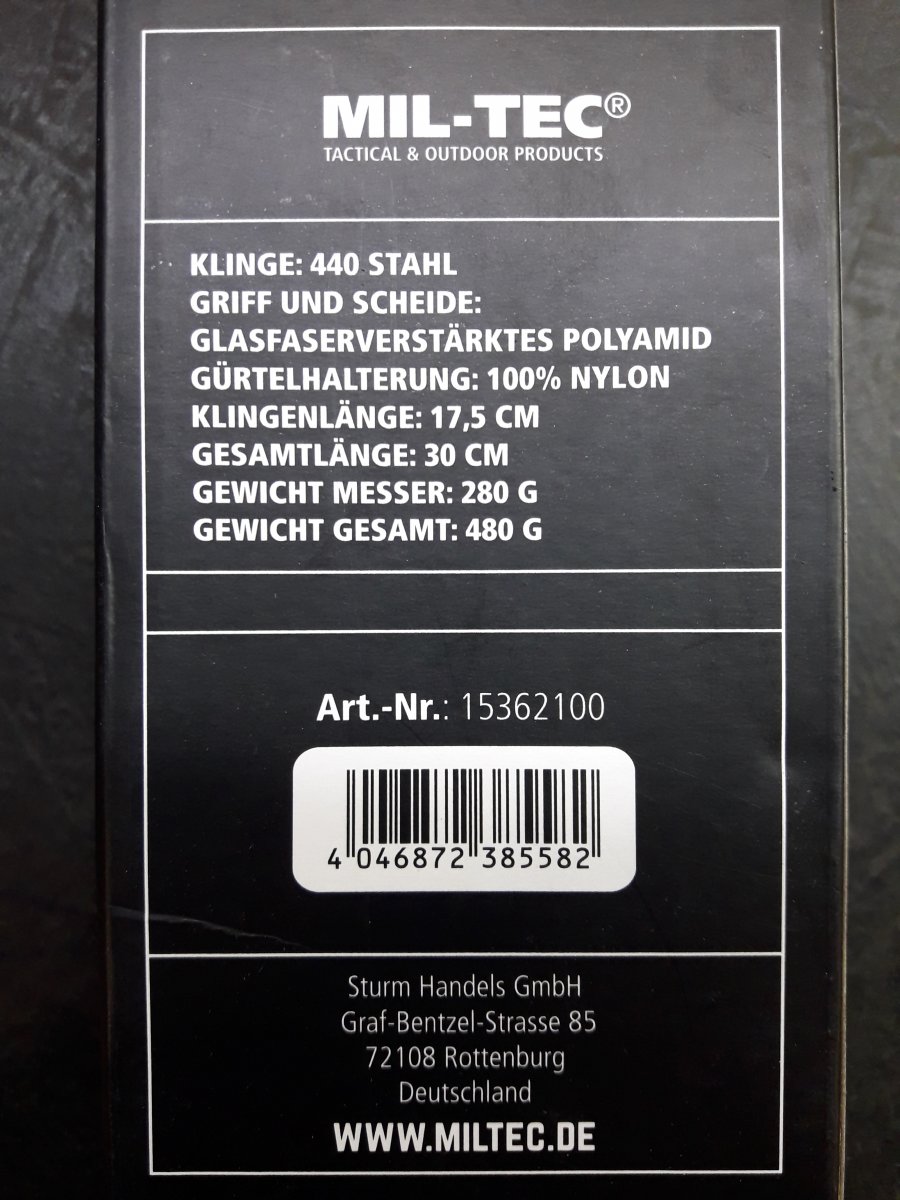 MIL-TEC®
TACTICAL & OUTDOOR PRODUCTS
KLINGE: 440 STAHL
GRIFF UND SCHEIDE:
GLASFASERVERSTÄRKTES POLYAMID
GÜRTELHALTERUNG: 100% NYLON
KLINGENLÄNGE: 17,5 CM
GESAMTLÄNGE: 30 CM
GEWICHT MESSER: 280 G
GEWICHT GESAMT: 480 G
Art.-Nr.: 15362100
4 046872 385582
Sturm Handels GmbH
Graf-Bentzel-Strasse 85
72108 Rottenburg
Deutschland
WWW.MILTEC.DE